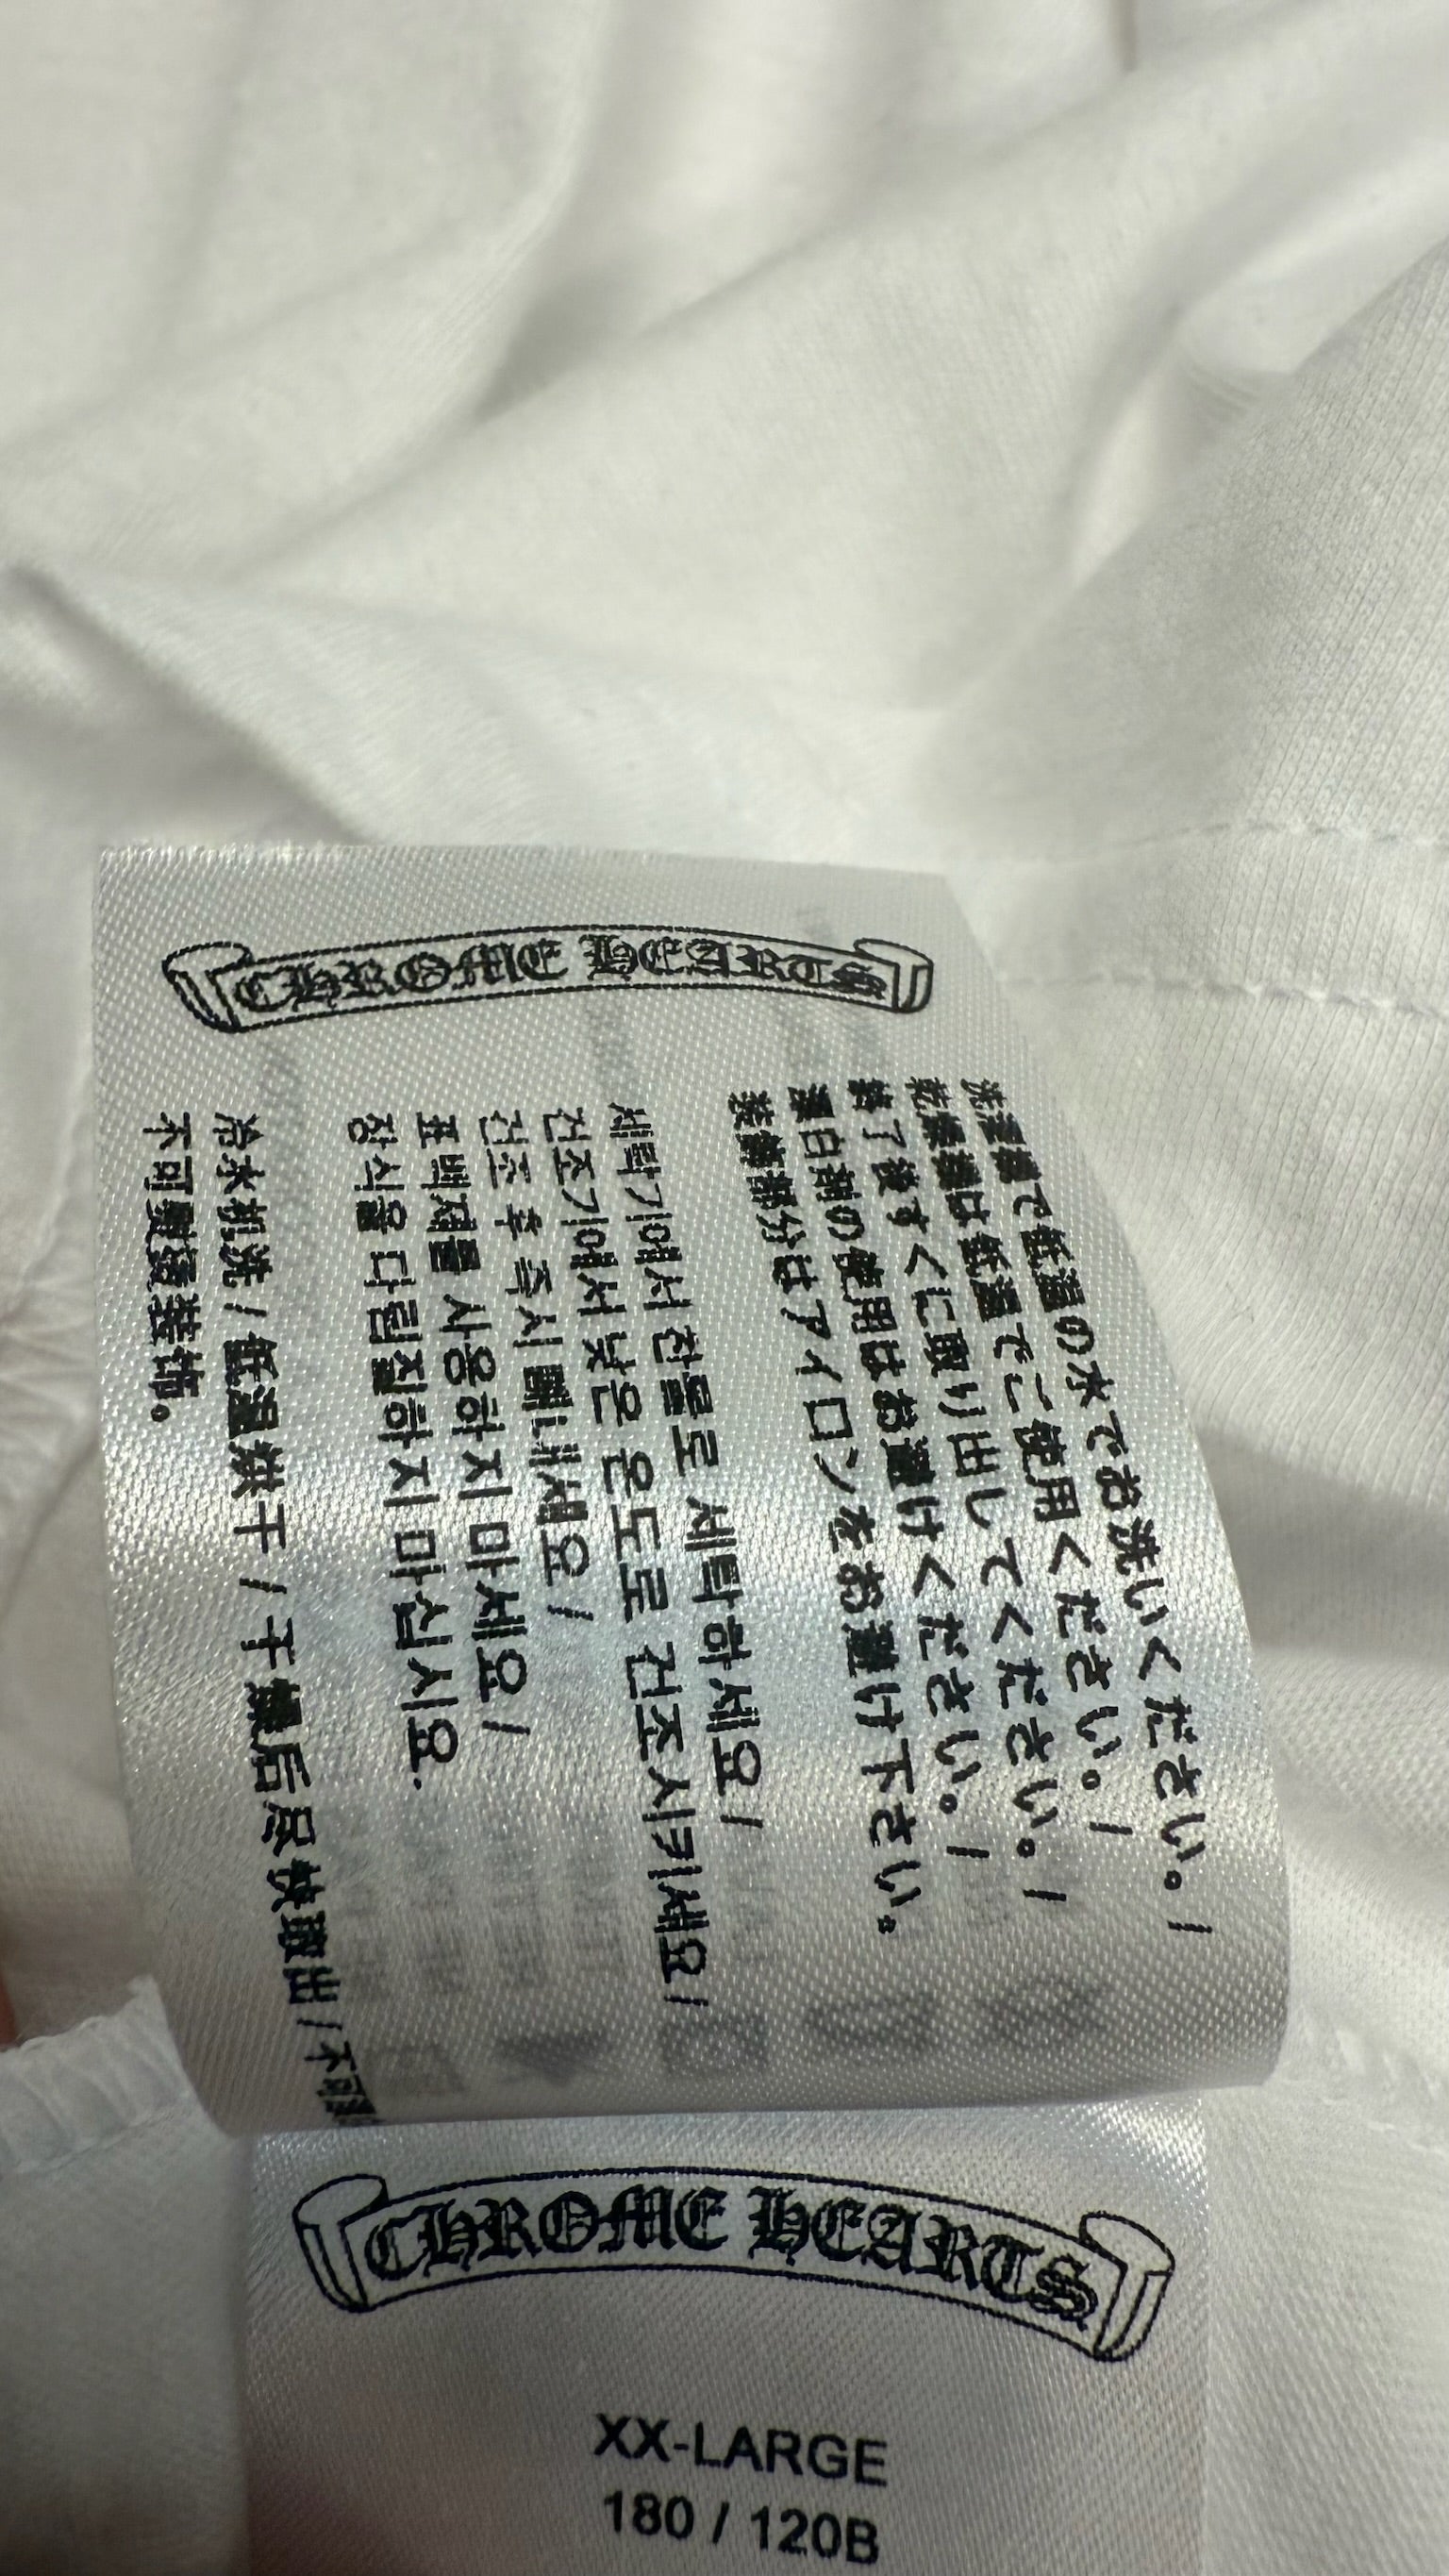 CHROME HEARTS
洗濯機で低温の水でお洗いください。/
乾燥機は低温でご使用ください。/
終了後すぐに取り出してください。/
漂白剤の使用はお避けください。/
装飾部分はアイロンをお避け下さい。
세탁기에서 찬물로 세탁하세요 /
건조기에서 낮은 온도로 건조시키세요 /
건조 후 즉시 빼내세요 /
표백제를 사용하지 마세요 /
장식을 다림질하지 마십시요.
冷水机洗 / 低温烘干 / 干燥后尽快取出 / 不可
不可熨烫装饰。
CHROME HEARTS
XX-LARGE
180 / 120B